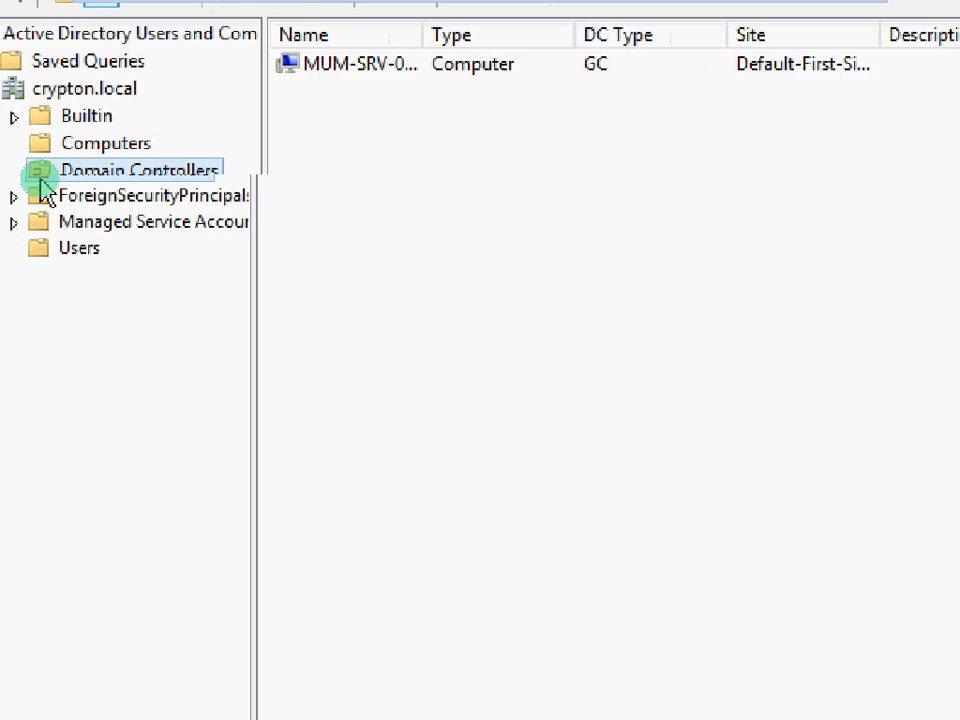 Active Directory Users and Com
Saved Queries
crypton.local
Builtin
Computers
Domain Controllers
ForeignSecurityPrincipals
Managed Service Accour
Users
Name Type DC Type Site Descripti
MUM-SRV-0... Computer GC Default-First-Si...